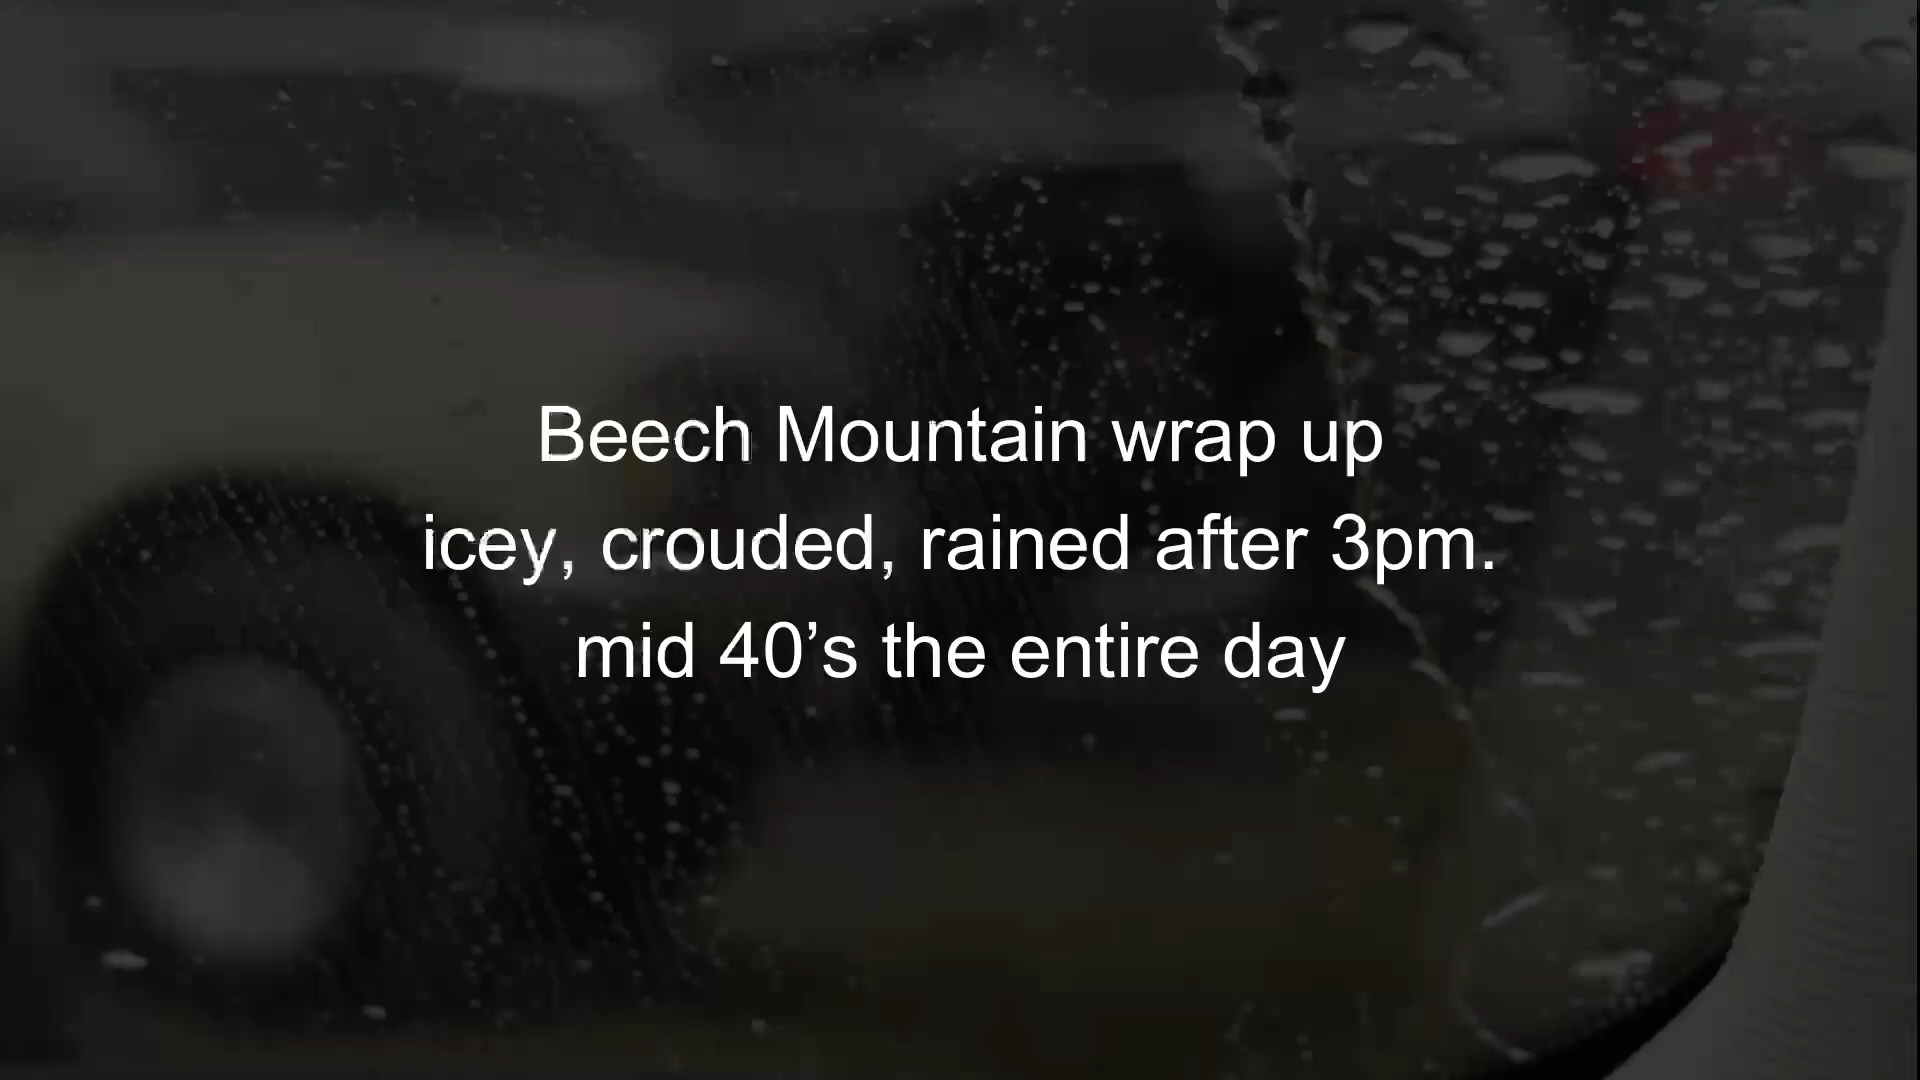 Beech Mountain wrap up
icey, crouded, rained after 3pm.
mid 40’s the entire day